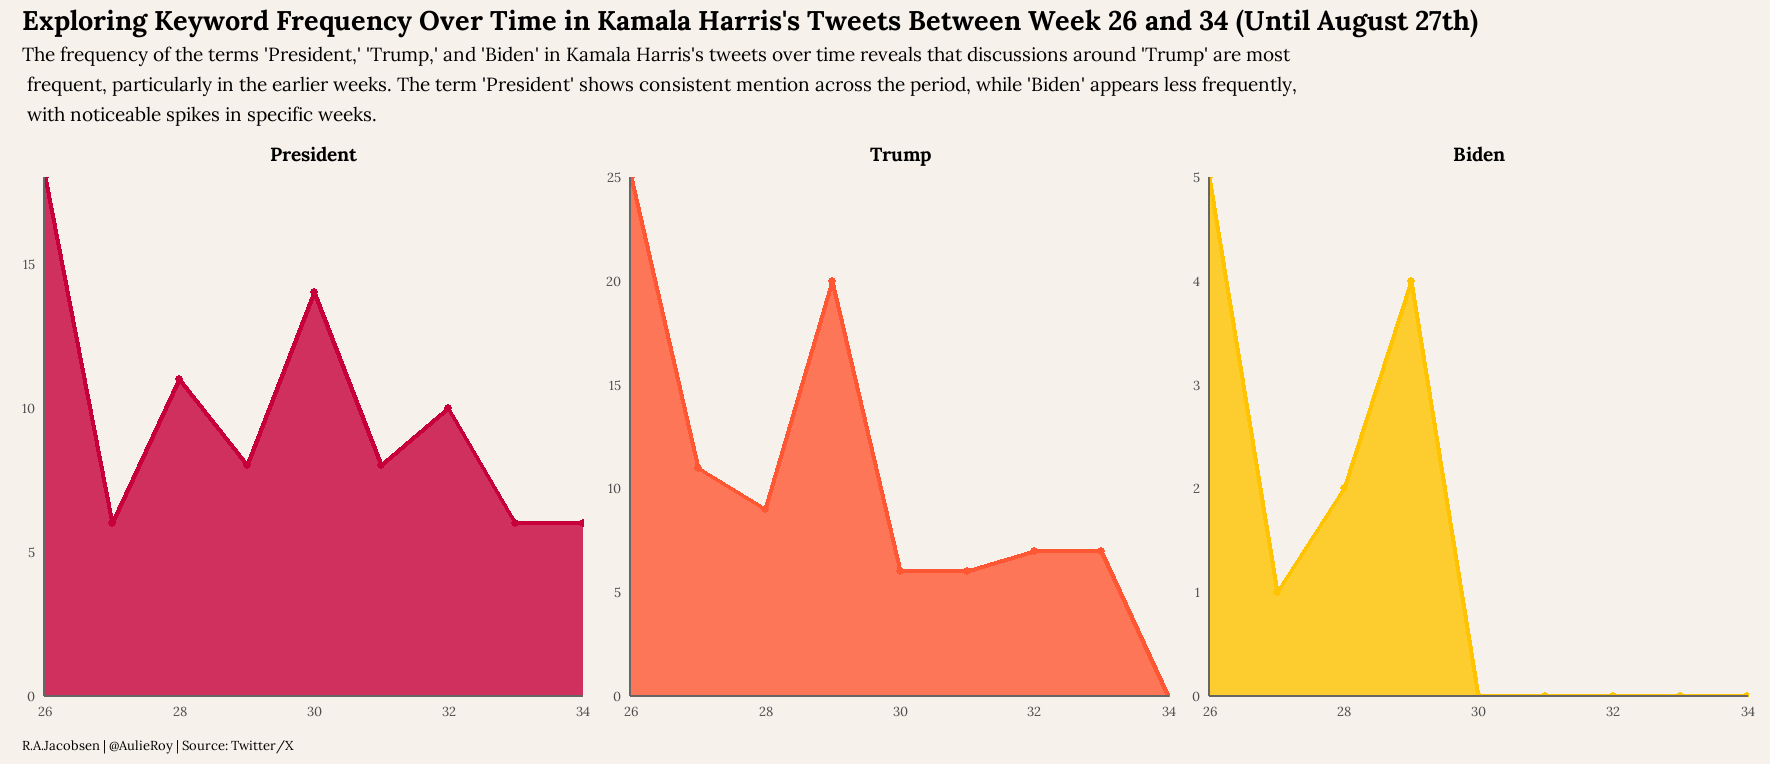 Exploring Keyword Frequency Over Time in Kamala Harris's Tweets Between Week 26 and 34 (Until August 27th)
The frequency of the terms 'President,' 'Trump,' and 'Biden' in Kamala Harris's tweets over time reveals that discussions around 'Trump' are most
frequent, particularly in the earlier weeks. The term 'President' shows consistent mention across the period, while 'Biden' appears less frequently,
with noticeable spikes in specific weeks.
President
15
10
5
0
26 28 30 32 34
Trump
25
20
15
10
5
0
26 28 30 32 34
Biden
5
4
3
2
1
0
26 28 30 32 34
R.A.Jacobsen | @AulieRoy | Source: Twitter/X